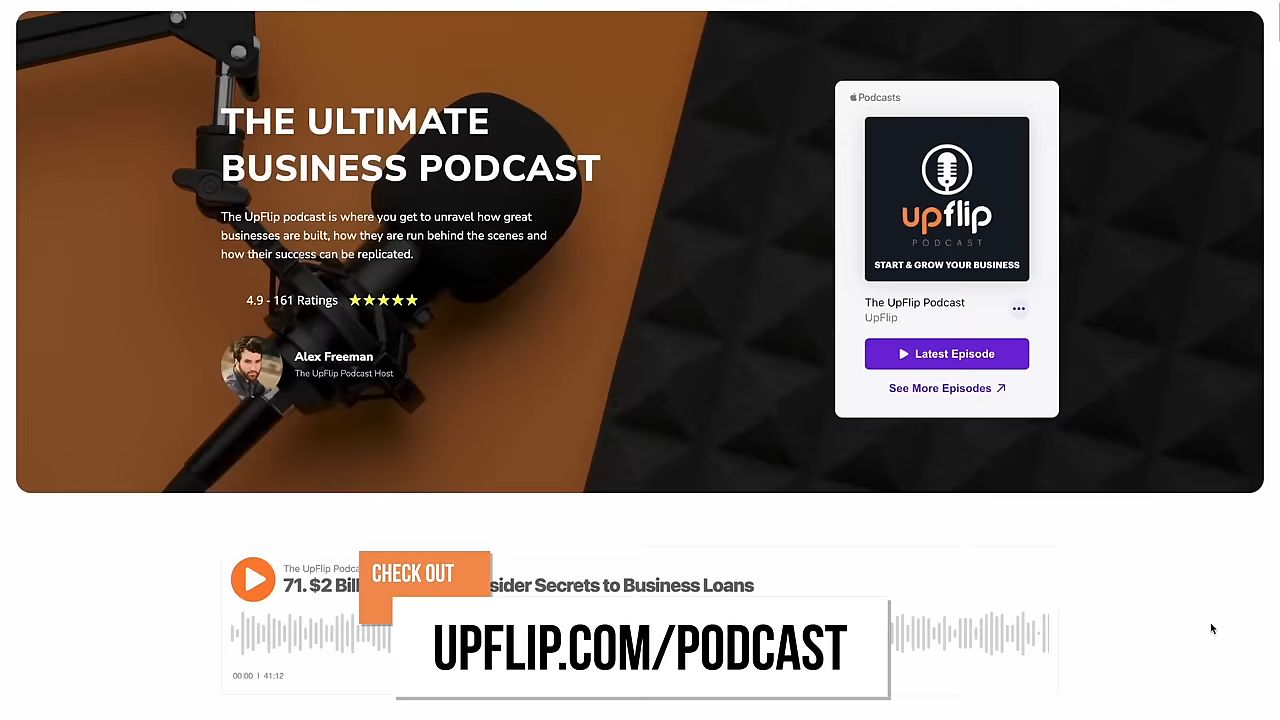 THE ULTIMATE
BUSINESS PODCAST
The UpFlip podcast is where you get to unravel how great
businesses are built, how they are run behind the scenes and
how their success can be replicated.
4.9 - 161 Ratings
Alex Freeman
The UpFlip Podcast Host
Podcasts
upflip
PODCAST
START & GROW YOUR BUSINESS
The UpFlip Podcast
UpFlip
Latest Episode
See More Episodes
The UpFlip
71. $2
sider Secrets to Business Loans
CHECK OUT
UPFLIP.COM/PODCAST
00:00 | 41:12